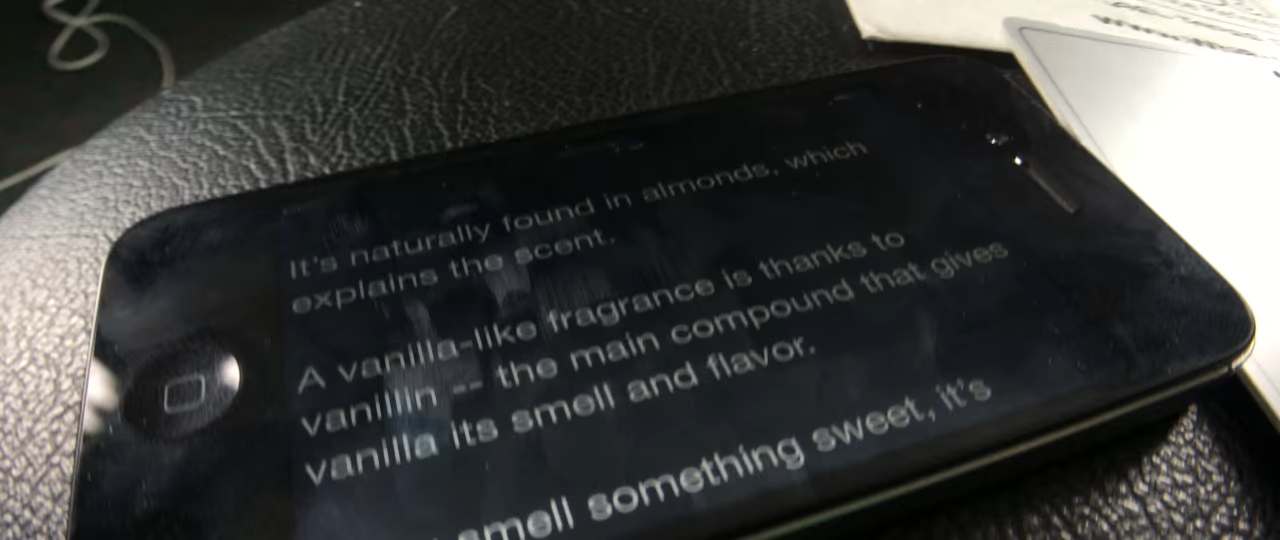 It's naturally found in almonds, which
explains the scent.
A vanilla-like fragrance is thanks to
vanillin -- the main compound that gives
vanilla its smell and flavor.
smell something sweet, it's